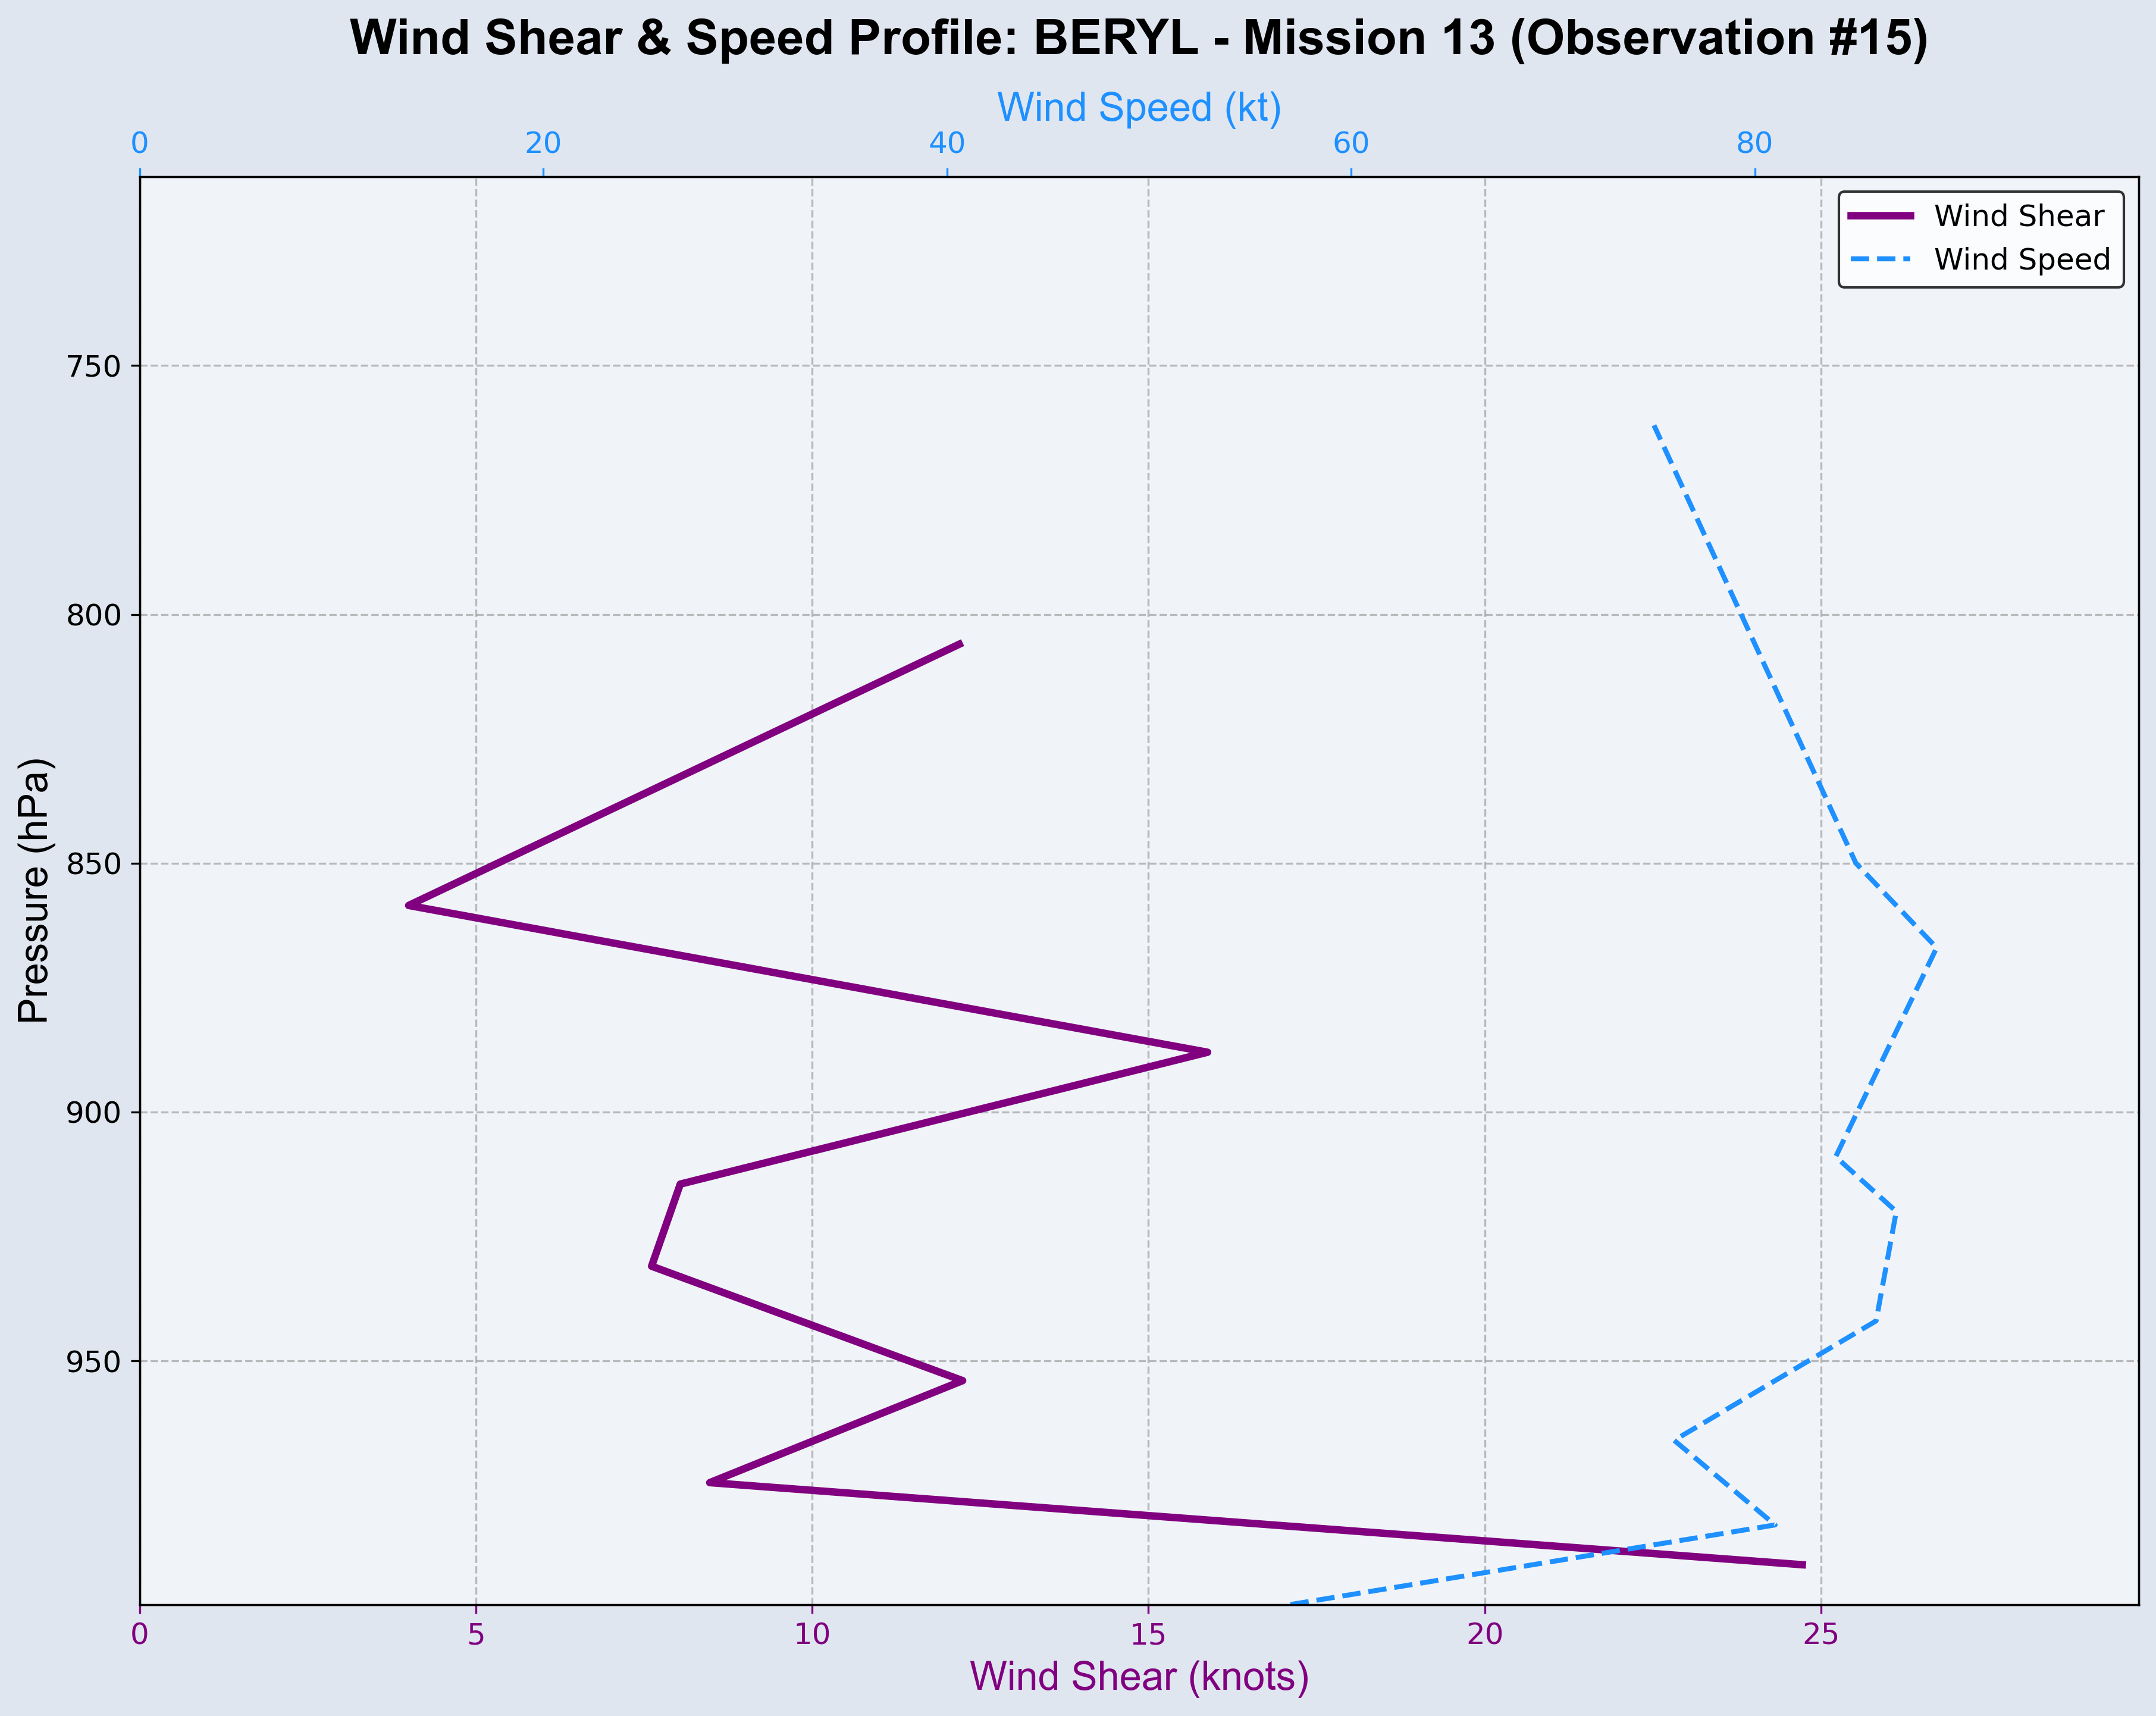 Wind Shear & Speed Profile: BERYL - Mission 13 (Observation #15)
Wind Speed (kt)
0 20 40 60 80
Wind Shear
Wind Speed
750
800
850
900
950
Pressure (hPa)
0 5 10 15 20 25
Wind Shear (knots)